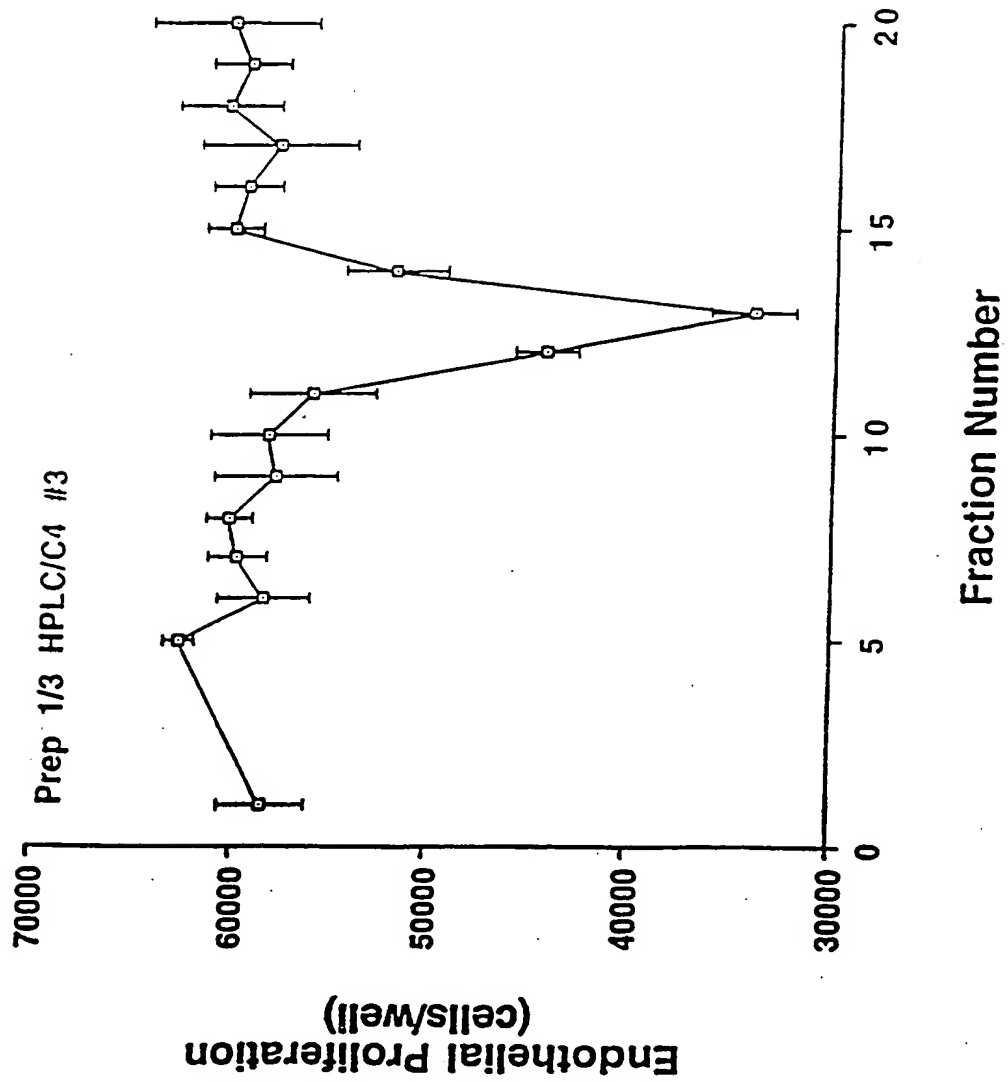 Prep 1/3 HPLC/C4 #3
Endothelial Proliferation
(cells/well)
70000
60000
50000
40000
30000
0
5
10
15
20
Fraction Number